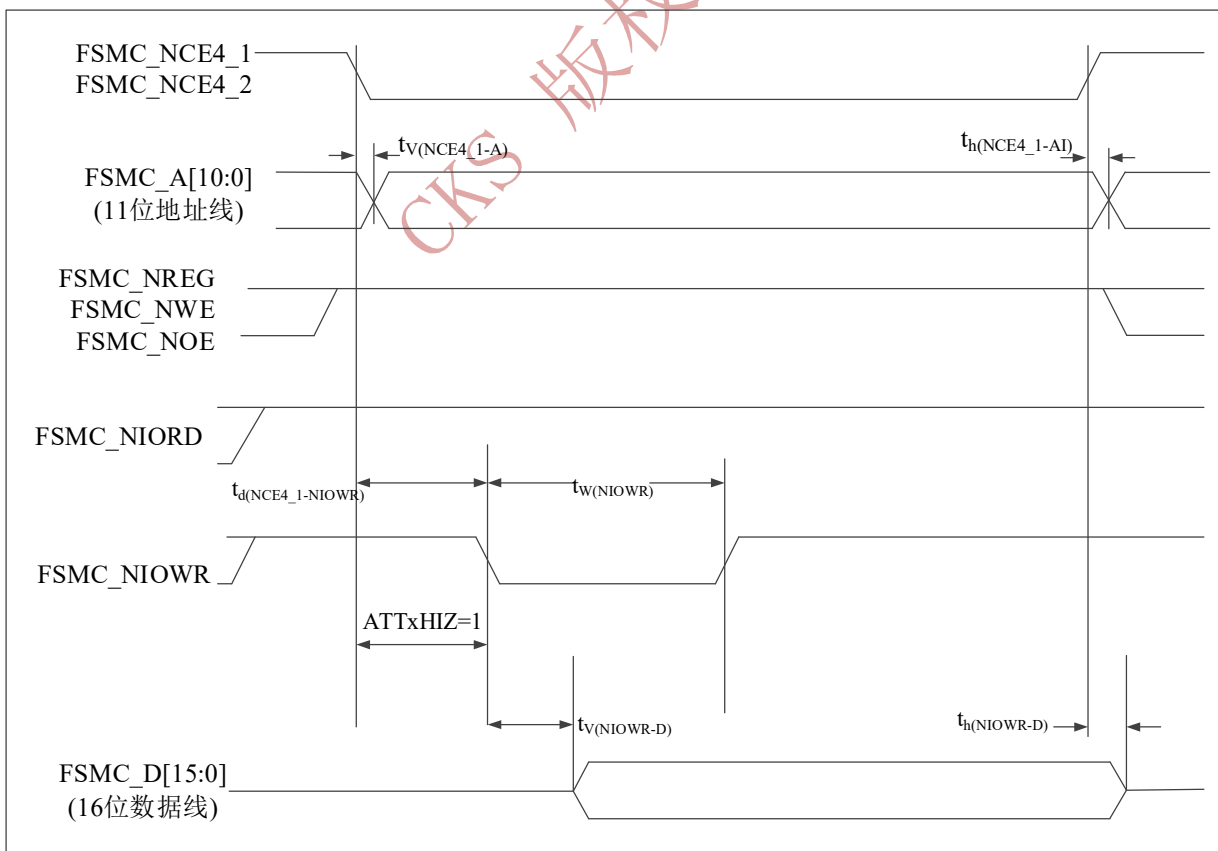 FSMC_NCE4_1
FSMC_NCE4_2
tV(NCE4_1-A)
th(NCE4_1-AI)
FSMC_A[10:0]
(11位地址线)
FSMC_NREG
FSMC_NWE
FSMC_NOE
FSMC_NIORD
td(NCE4_1-NIOWR)
tW(NIOWR)
FSMC_NIOWR
ATTxHIZ=1
tV(NIOWR-D)
th(NIOWR-D)
FSMC_D[15:0]
(16位数据线)
CKS 版权